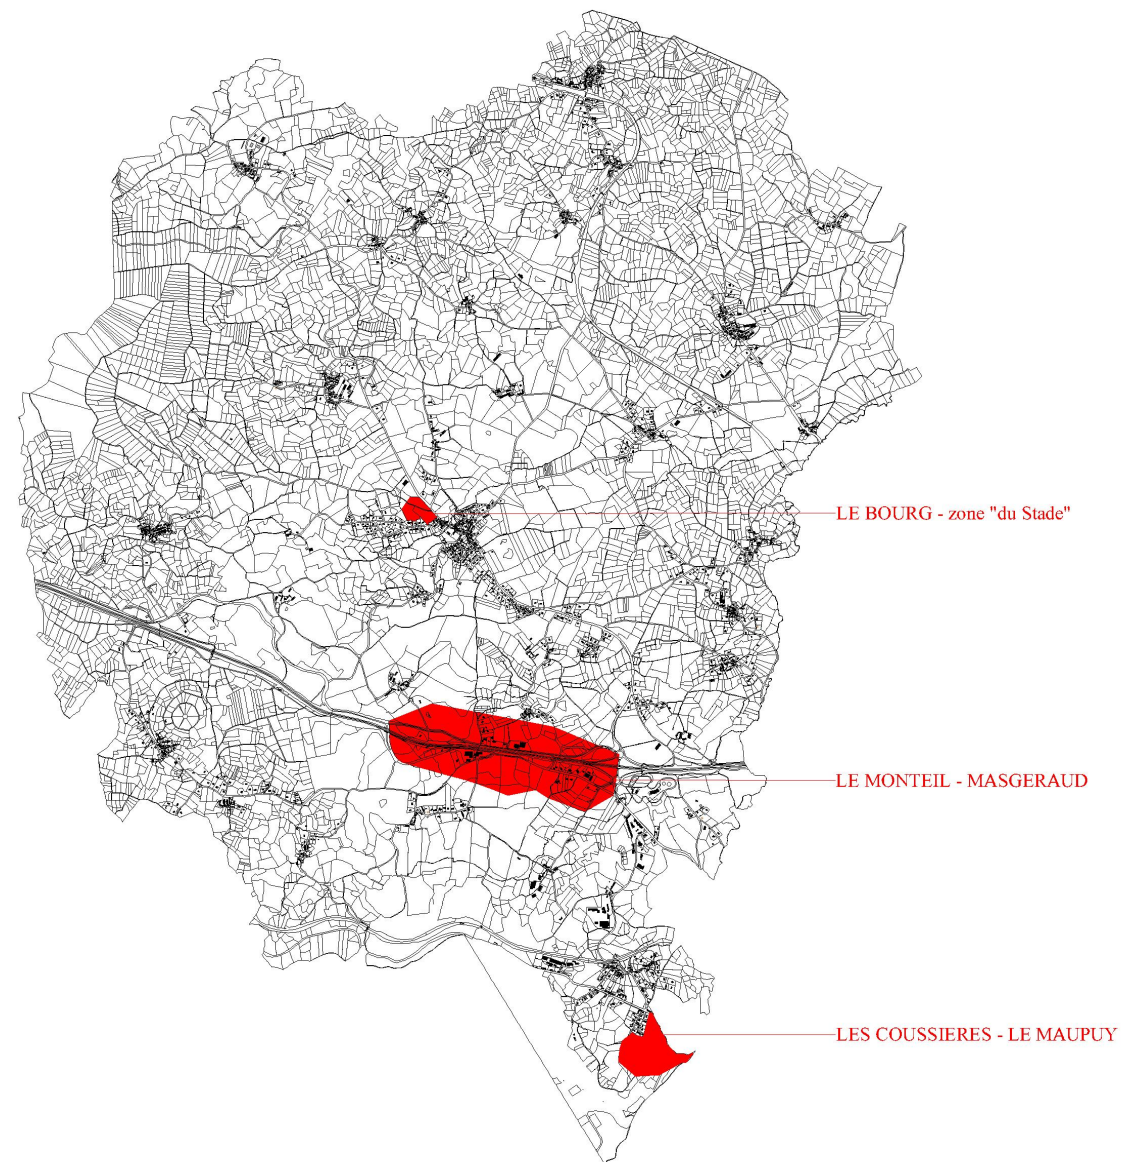 LE BOURG - zone "du Stade"
LE MONTEIL - MASGERAUD
LES COUSSIERES - LE MAUPUY